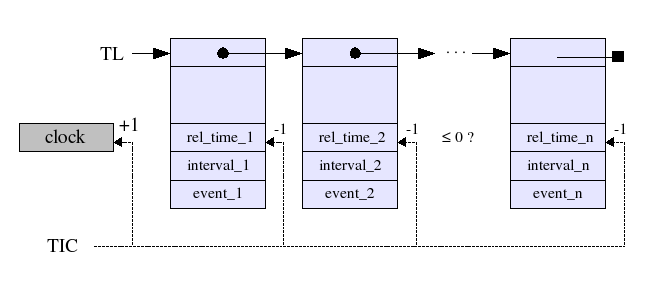 TL
. . .
+1
clock
rel_time_1
-1
rel_time_2
-1
≤ 0 ?
rel_time_n
-1
interval_1
interval_2
interval_n
event_1
event_2
event_n
TIC